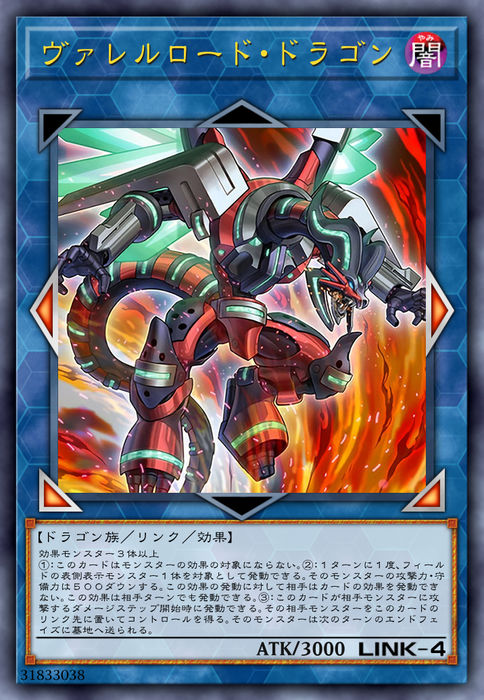 ヴァレルロード・ドラゴン
やみ
闇
【ドラゴン族／リンク／効果】
効果モンスター３体以上
①：このカードはモンスターの効果の対象にならない。②：１ターンに１度、フィール
ドの表側表示モンスター１体を対象として発動できる。そのモンスターの攻撃力・守
備力は５００ダウンする。この効果の発動に対して相手はカードの効果を発動でき
ない。この効果は相手ターンでも発動できる。③：このカードが相手モンスターに攻
撃するダメージステップ開始時に発動できる。その相手モンスターをこのカードの
リンク先に置いてコントロールを得る。そのモンスターは次のターンのエンドフェ
イズに墓地へ送られる。
ATK/3000 LINK-4
31833038